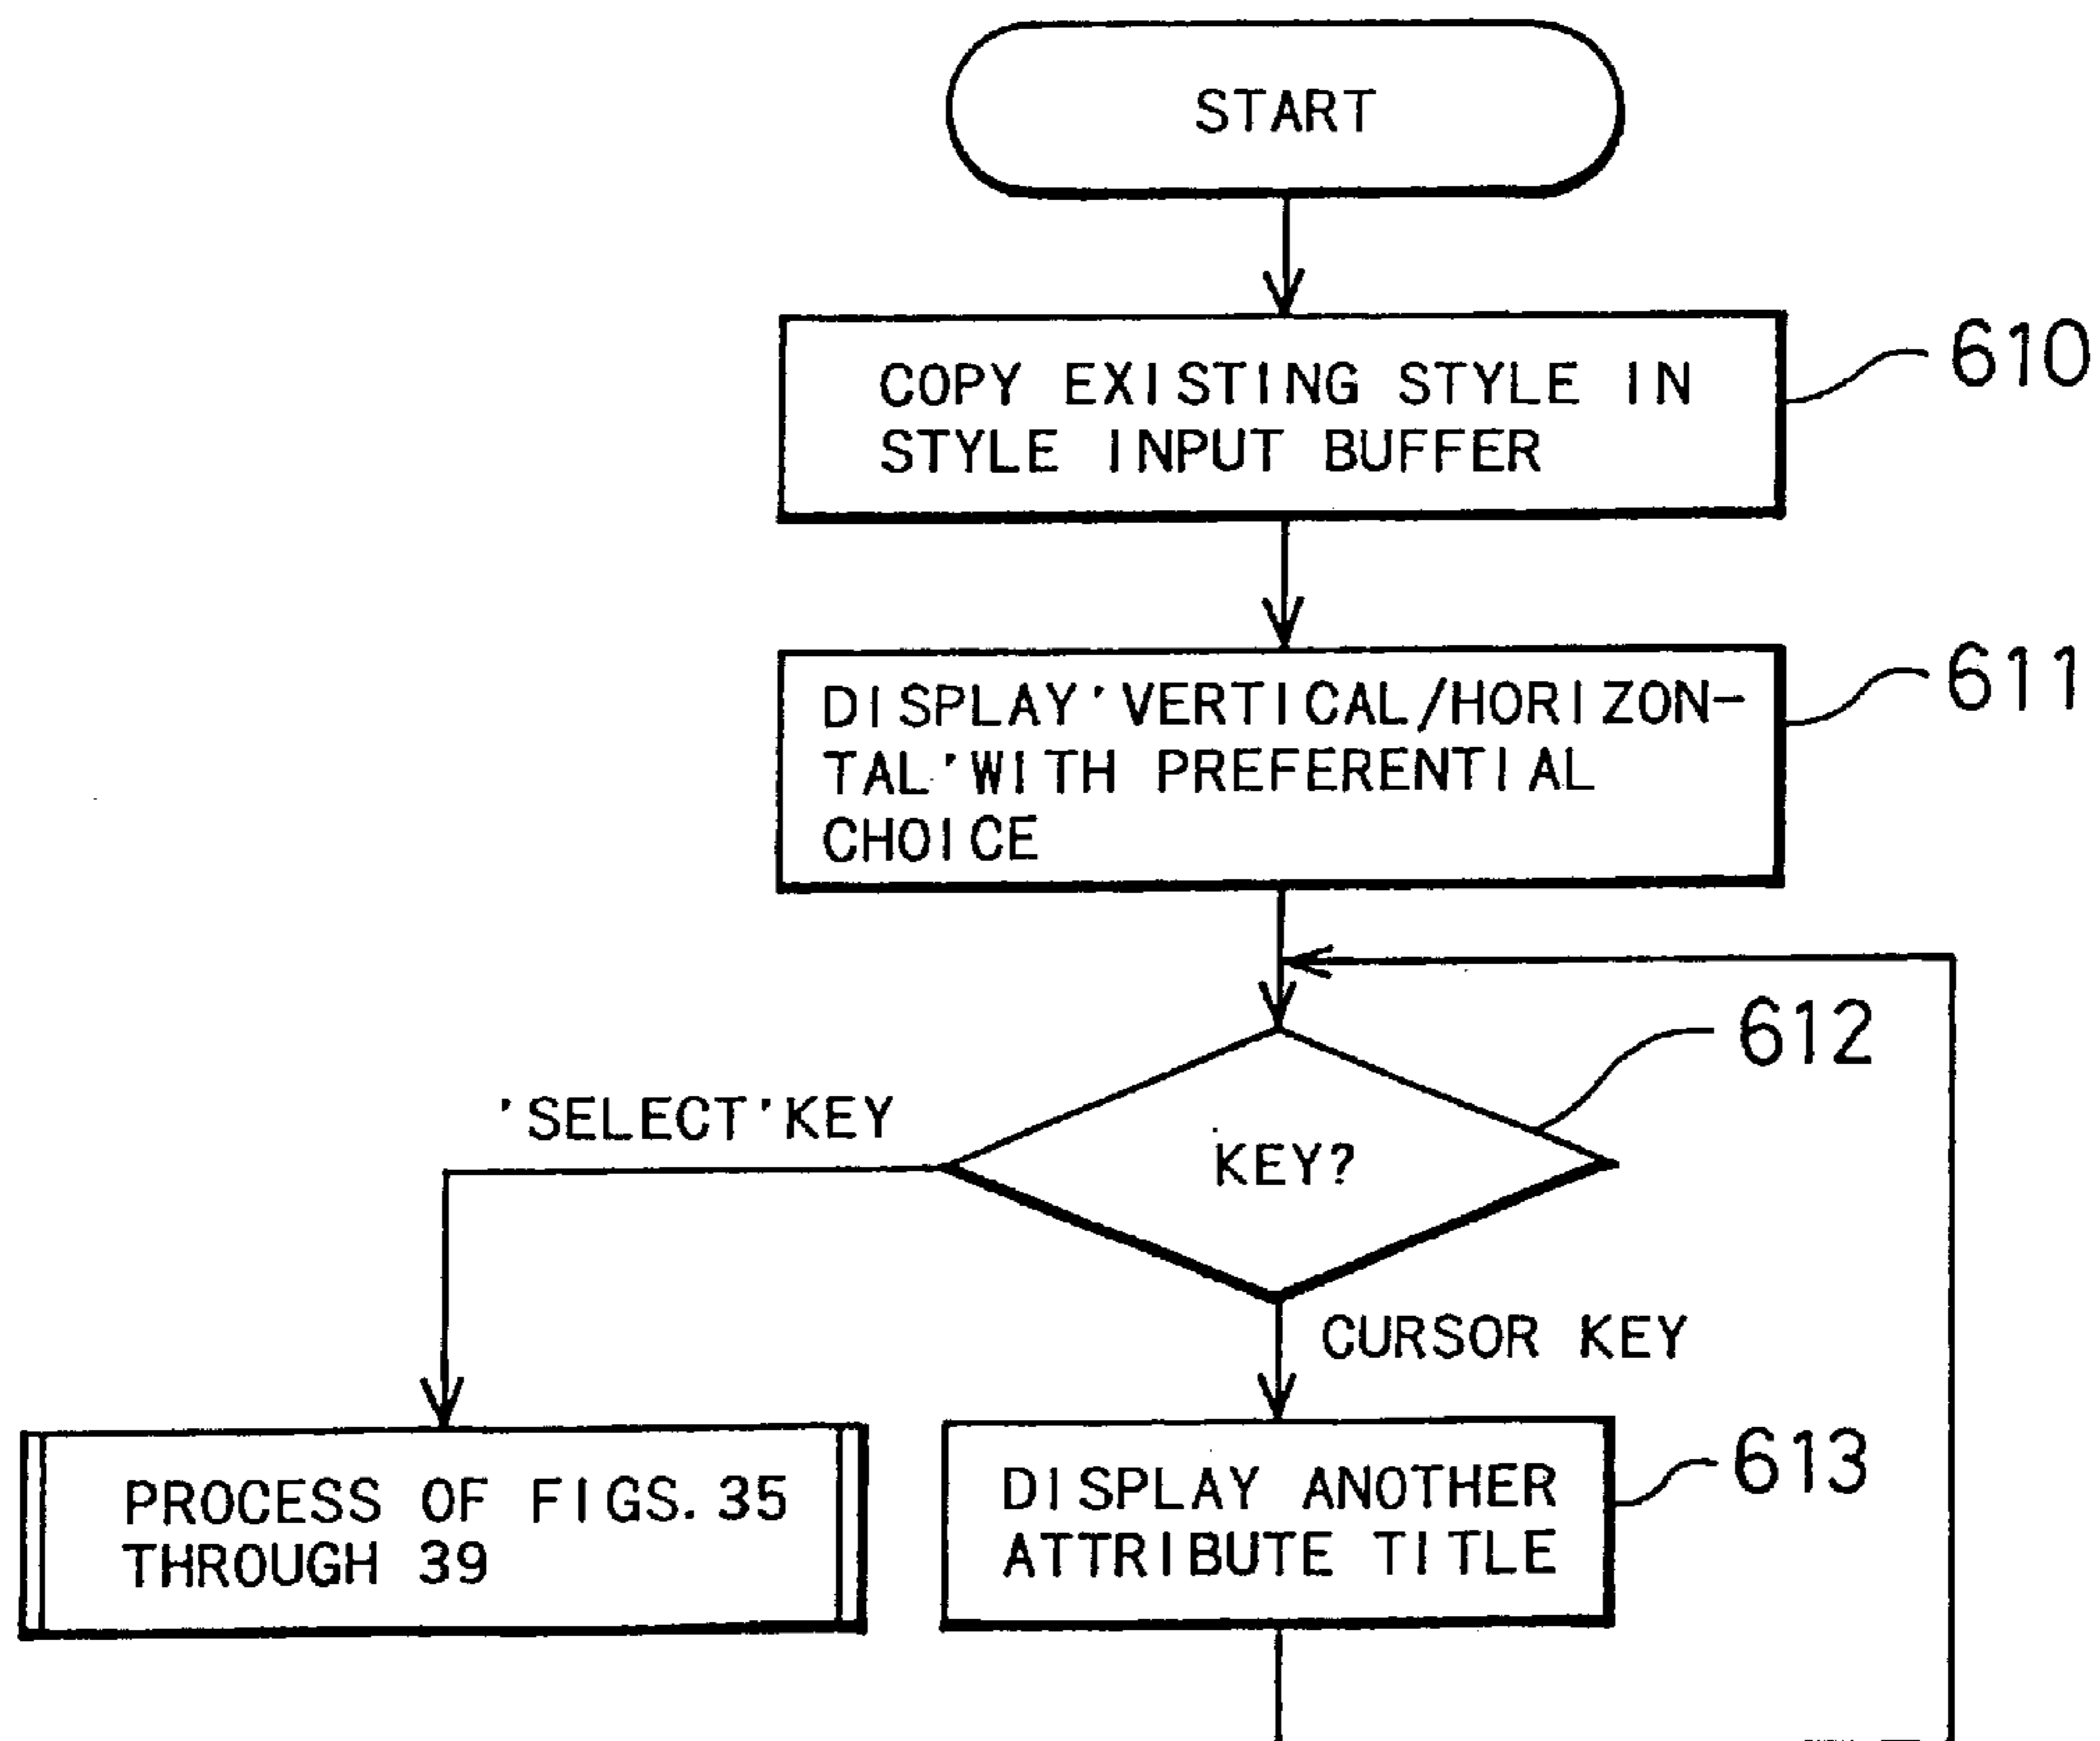 START
COPY EXISTING STYLE IN
STYLE INPUT BUFFER
610
DISPLAY'VERTICAL/HORIZON-
TAL'WITH PREFERENTIAL
CHOICE
611
612
'SELECT'KEY
KEY?
CURSOR KEY
PROCESS OF FIGS. 35
THROUGH 39
DISPLAY ANOTHER
ATTRIBUTE TITLE
613